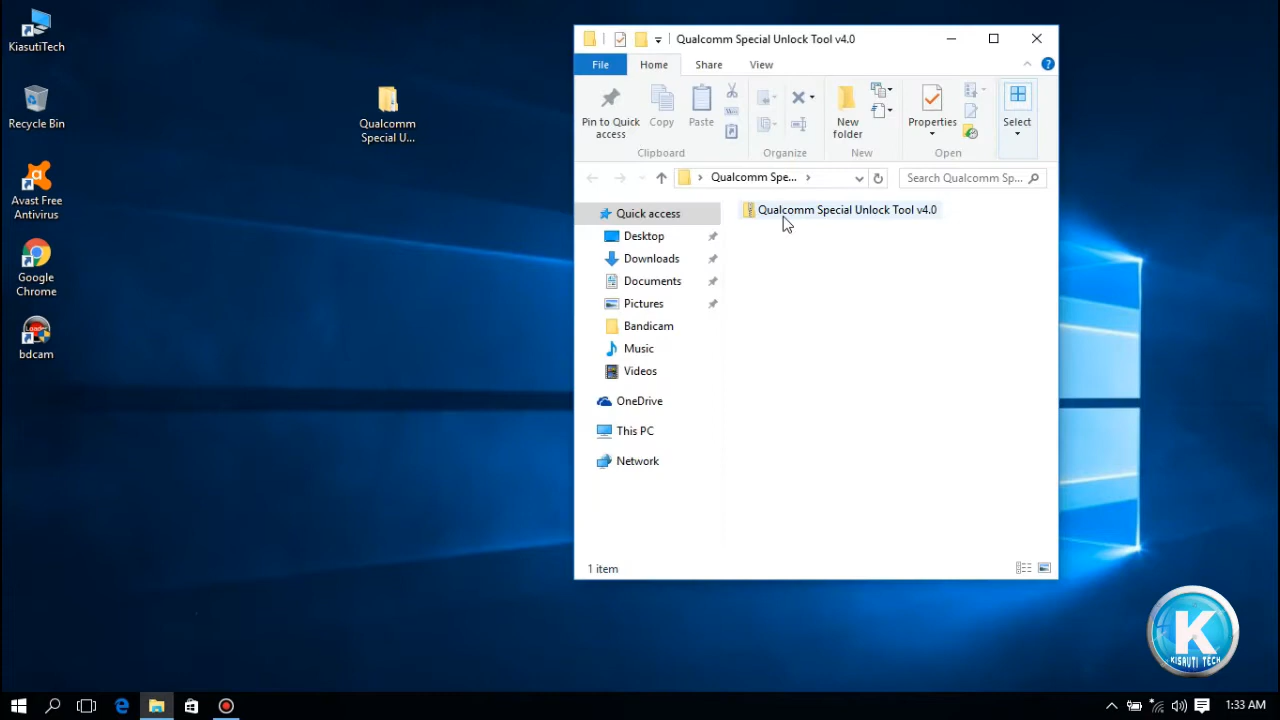 KiasutiTech
Recycle Bin
Avast Free
Antivirus
Google
Chrome
bdcam
Qualcomm
Special U...
Qualcomm Special Unlock Tool v4.0
File
Home
Share
View
Pin to Quick
access
Copy
Paste
New
folder
Properties
Select
Clipboard
Organize
New
Open
Qualcomm Spe...
Search Qualcomm Sp...
Quick access
Desktop
Downloads
Documents
Pictures
Bandicam
Music
Videos
OneDrive
This PC
Network
Qualcomm Special Unlock Tool v4.0
1 item
K
KISAUTI TECH
1:33 AM